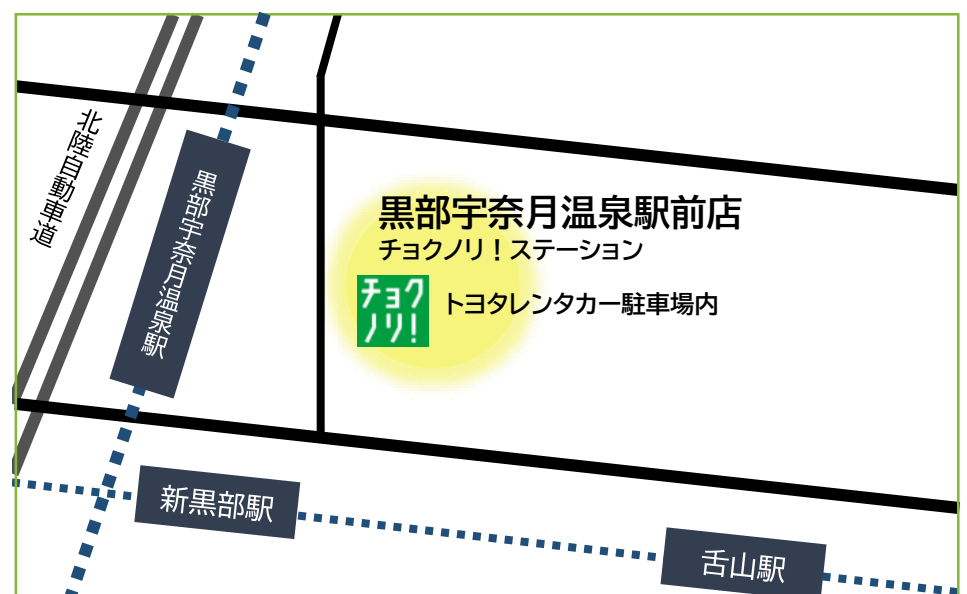 北陸自動車道
黒部宇奈月温泉駅
黒部宇奈月温泉駅前店
チョクノリ！ステーション
チョク
ノリ！
トヨタレンタカー駐車場内
新黒部駅
舌山駅